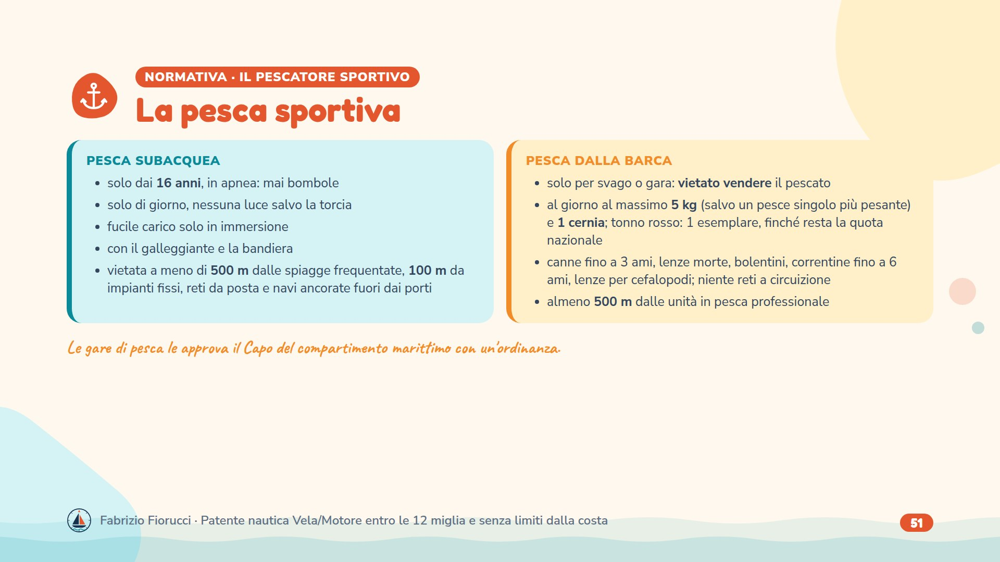 NORMATIVA · IL PESCATORE SPORTIVO
La pesca sportiva
PESCA SUBACQUEA
• solo dai 16 anni, in apnea: mai bombole
• solo di giorno, nessuna luce salvo la torcia
• fucile carico solo in immersione
• con il galleggiante e la bandiera
• vietata a meno di 500 m dalle spiagge frequentate, 100 m da
impianti fissi, reti da posta e navi ancorate fuori dai porti
PESCA DALLA BARCA
• solo per svago o gara: vietato vendere il pescato
• al giorno al massimo 5 kg (salvo un pesce singolo più pesante)
e 1 cernia; tonno rosso: 1 esemplare, finché resta la quota
nazionale
• canne fino a 3 ami, lenze morte, bolentini, correntine fino a 6
ami, lenze per cefalopodi; niente reti a circuizione
• almeno 500 m dalle unità in pesca professionale
Le gare di pesca le approva il Capo del compartimento marittimo con un'ordinanza.
Fabrizio Fiorucci · Patente nautica Vela/Motore entro le 12 miglia e senza limiti dalla costa
51